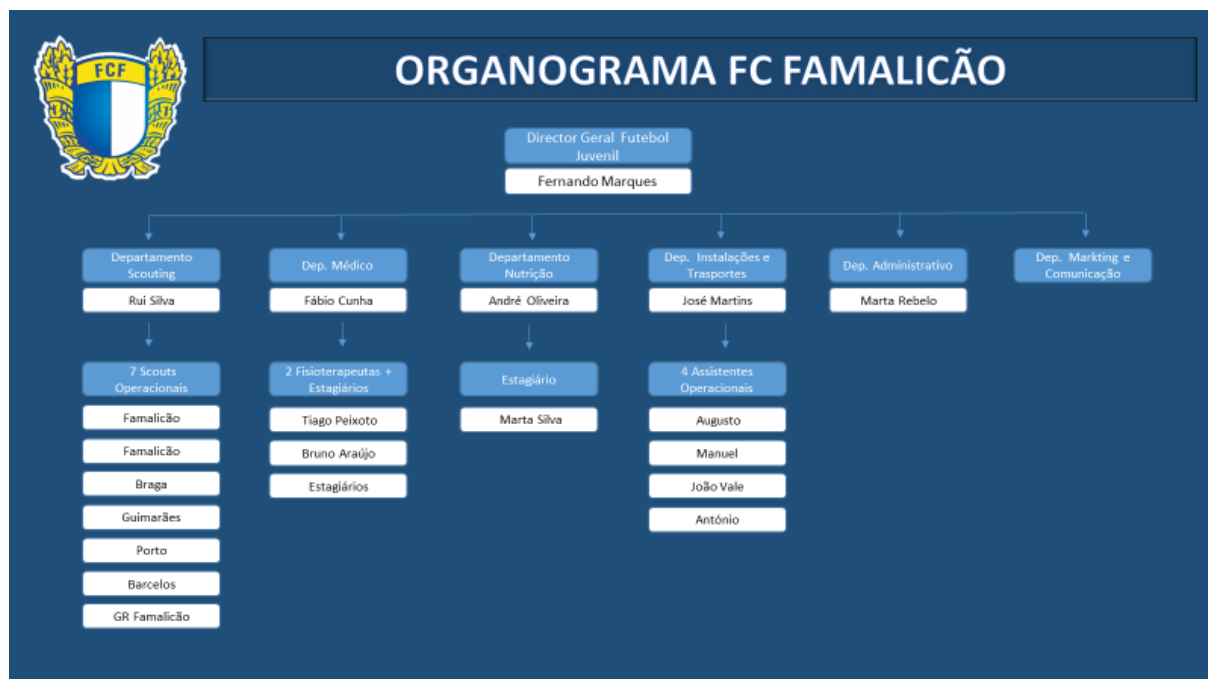 FCF
ORGANOGRAMA FC FAMALICÃO
Director Geral Futebol
Juvenil
Fernando Marques
Departamento
Scouting
Rui Silva
Dep. Médico
Fábio Cunha
Departamento
Nutrição
André Oliveira
Dep. Instalações e
Trasportes
José Martins
Dep. Administrativo
Marta Rebelo
Dep. Markting e
Comunicação
7 Scouts
Operacionais
Famalicão
Famalicão
Braga
Guimarães
Porto
Barcelos
GR Famalicão
2 Fisioterapeutas +
Estagiários
Tiago Peixoto
Bruno Araújo
Estagiários
Estagiário
Marta Silva
4 Assistentes
Operacionais
Augusto
Manuel
João Vale
António